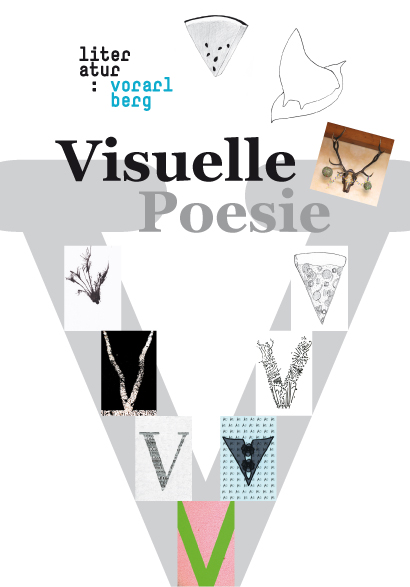 liter
atur
: vorarl
berg
Visuelle
Poesie
V
V
V
V